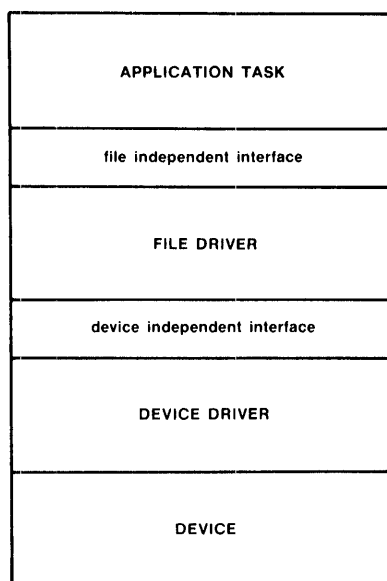 APPLICATION TASK
file independent interface
FILE DRIVER
device independent interface
DEVICE DRIVER
DEVICE